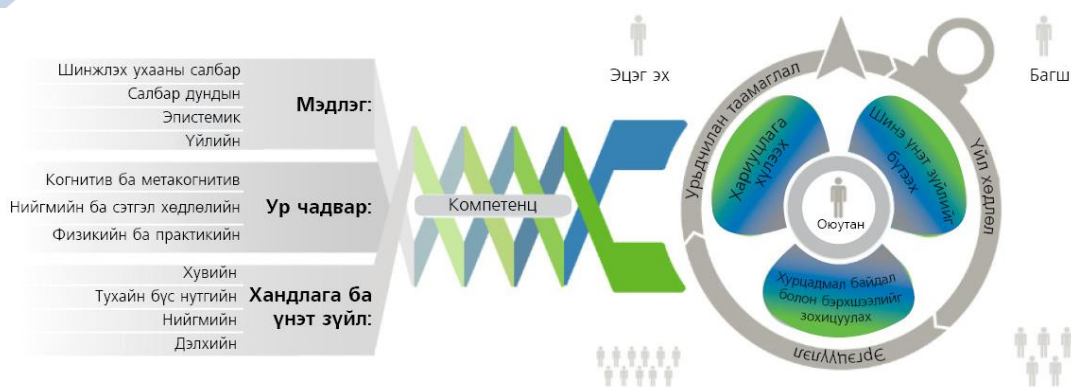 Шинжлэх ухааны салбар
Салбар дундын
Эпистемик
Үйлийн
Мэдлэг:
Когнитив ба метакогнитив
Нийгмийн ба сэтгэл хөдлөлийн
Физикийн ба практикийн
Ур чадвар:
Хувийн
Тухайн бүс нутгийн
Нийгмийн
Дэлхийн
Хандлага ба
үнэт зүйл:
Компетенц
Эцэг эх
Багш
Урьдчилан таамаглал
Үйл хөдлөл
Эргэцүүлэл
Хариуцлага
хүлээх
Шинэ үнэт зүйлийг
бүтээх
Оюутан
Хурцадмал байдал
болон бэрхшээлийг
зохицуулах